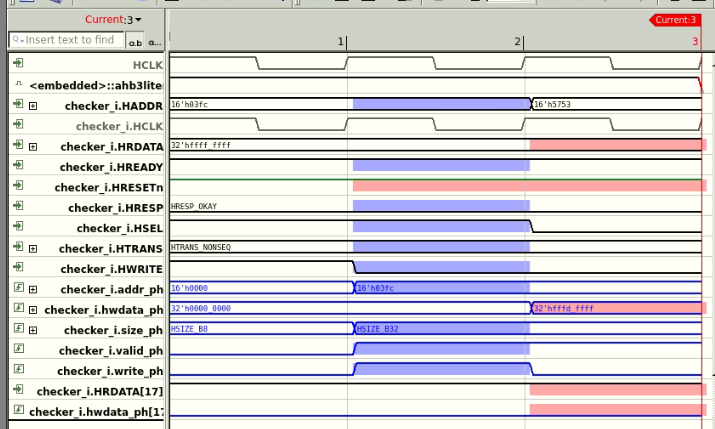 Current:3
Current:3
Insert text to find
a.b
a...
1
2
3
HCLK
<embedded>::ahb3lite
checker_i.HADDR 16'h03fc 16'h5753
checker_i.HCLK
checker_i.HRDATA 32'hffff_ffff
checker_i.HREADY
checker_i.HRESETn
checker_i.HRESP HRESP_OKAY
checker_i.HSEL
checker_i.HTRANS HTRANS_NONSEQ
checker_i.HWRITE
checker_i.addr_ph 16'h0000 16'h03fc
checker_i.hwdata_ph 32'h0000_0000 32'hfffd_ffff
checker_i.size_ph HSIZE_B8 HSIZE_B32
checker_i.valid_ph
checker_i.write_ph
checker_i.HRDATA[17]
checker_i.hwdata_ph[17